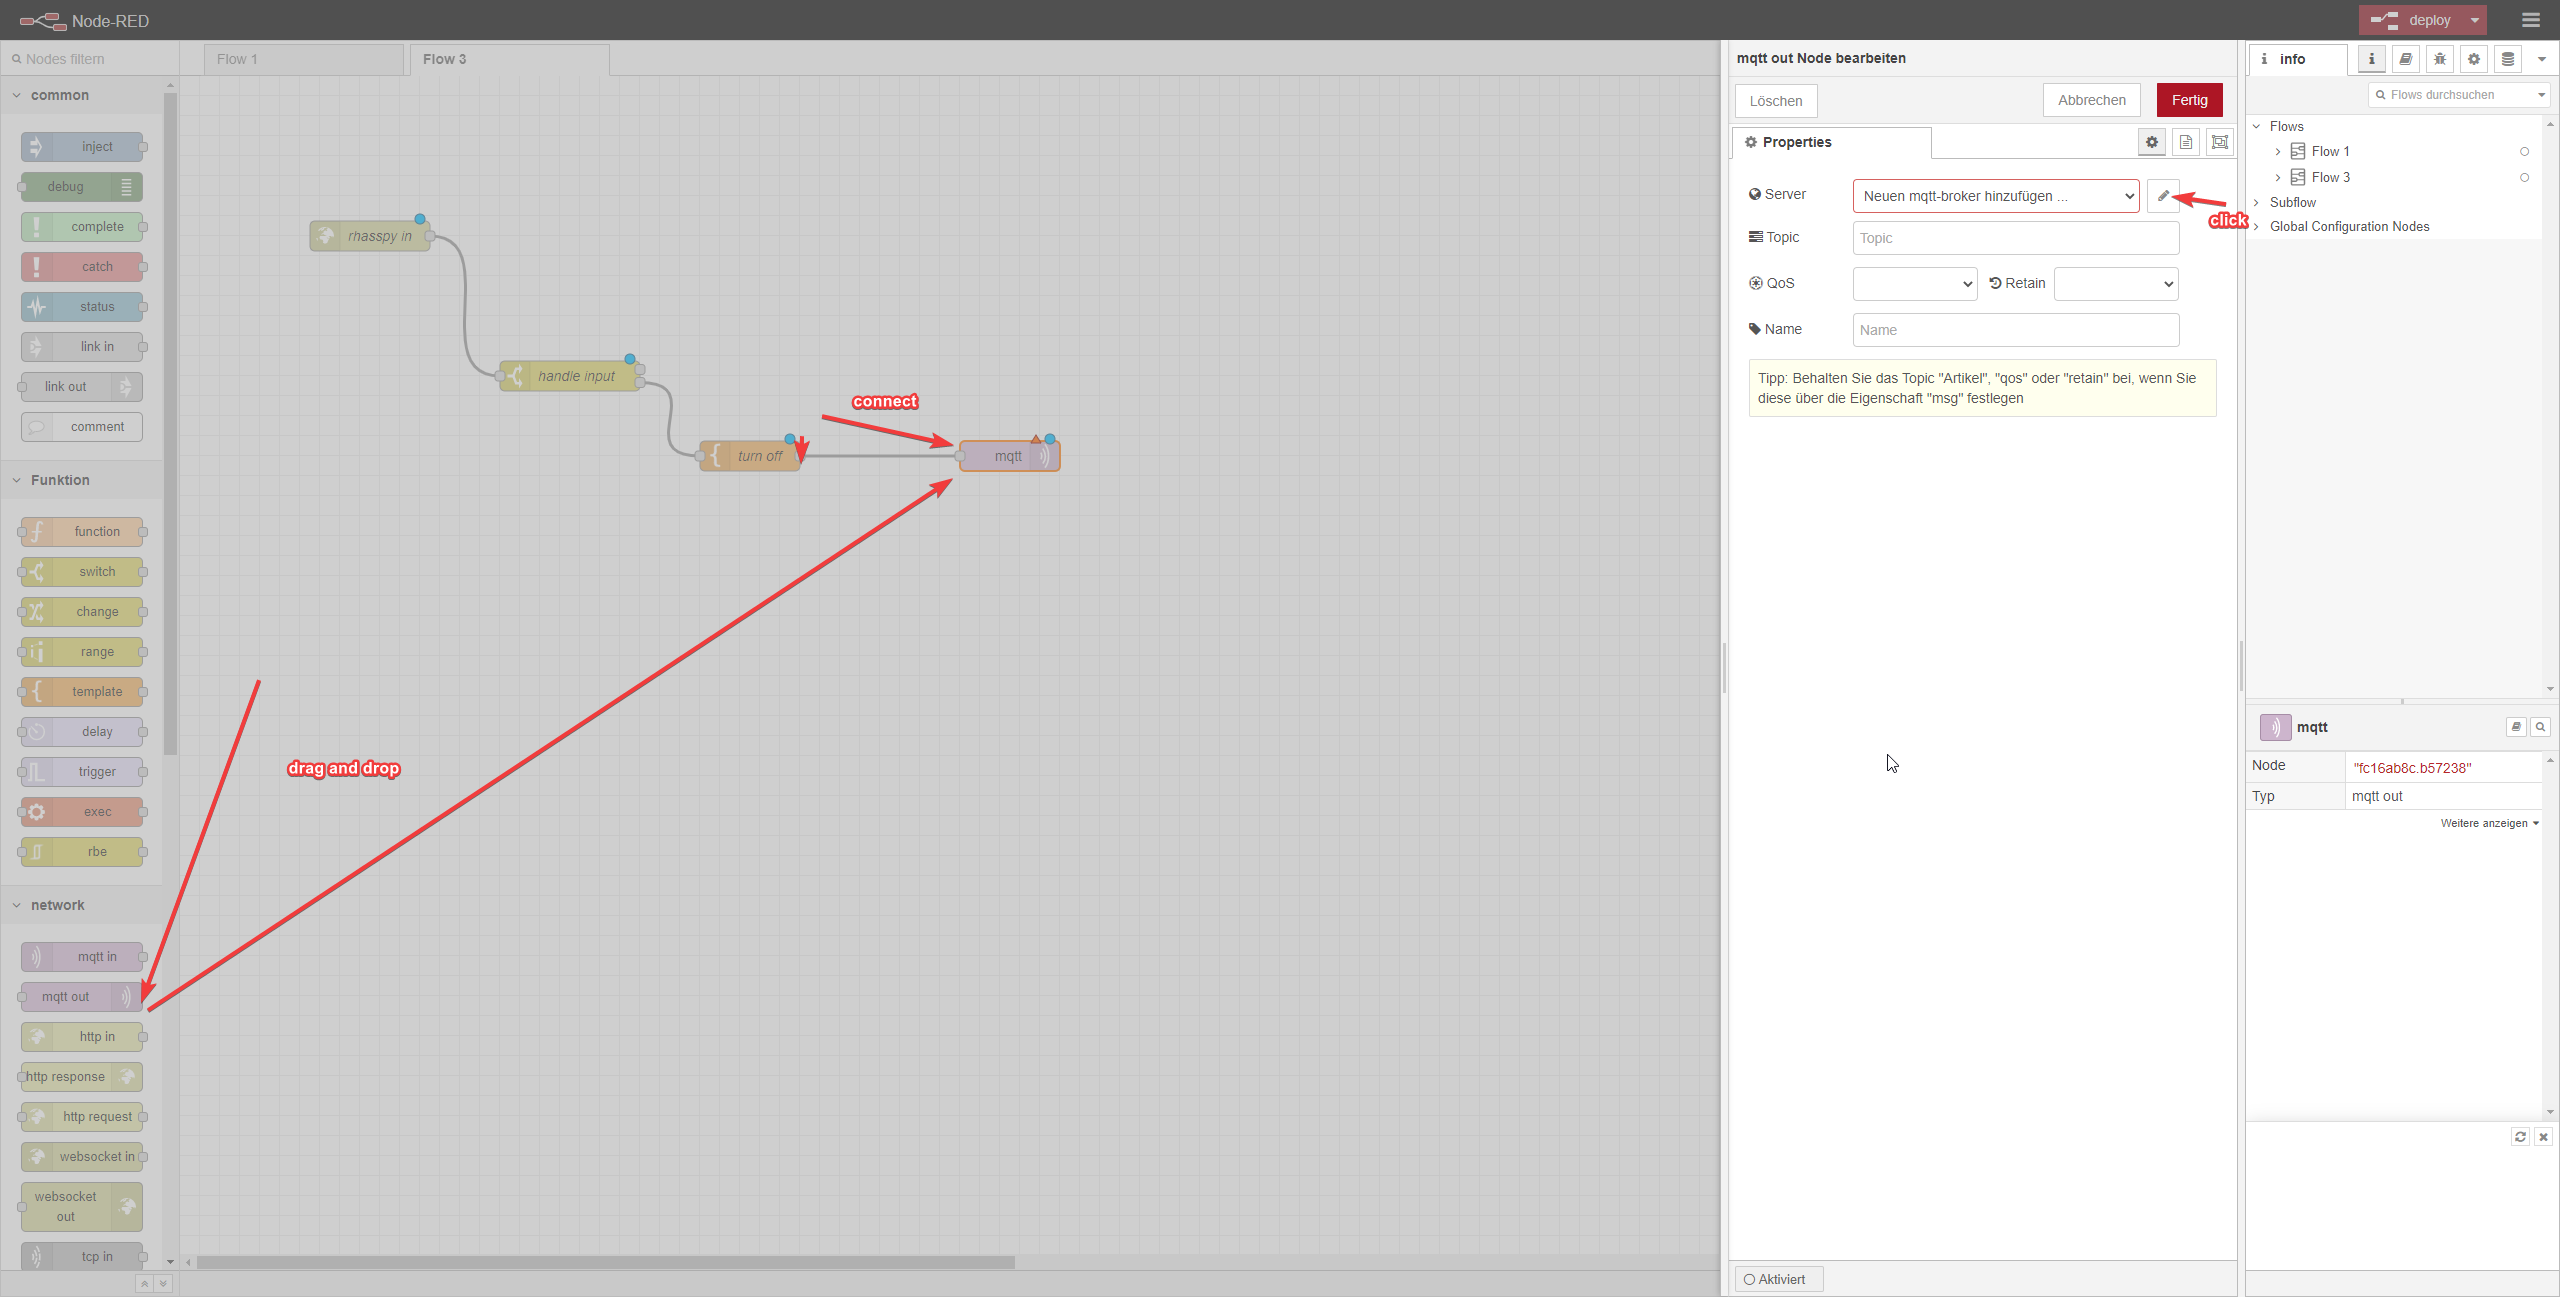 Node-RED
deploy
Nodes filtern
Flow 1
Flow 3
common
inject
debug
complete
catch
status
link in
link out
comment
Funktion
function
switch
change
range
template
delay
trigger
exec
rbe
network
mqtt in
mqtt out
http in
http response
http request
websocket in
websocket
out
tcp in
rhasspy in
handle input
turn off
mqtt
connect
drag and drop
mqtt out Node bearbeiten
Löschen
Abbrechen
Fertig
Properties
Server
Neuen mqtt-broker hinzufügen ...
click
Topic
Topic
QoS
Retain
Name
Name
Tipp: Behalten Sie das Topic "Artikel", "qos" oder "retain" bei, wenn Sie
diese über die Eigenschaft "msg" festlegen
Aktiviert
info
Flows durchsuchen
Flows
Flow 1
Flow 3
Subflow
Global Configuration Nodes
mqtt
Node
"fc16ab8c.b57238"
Typ
mqtt out
Weitere anzeigen